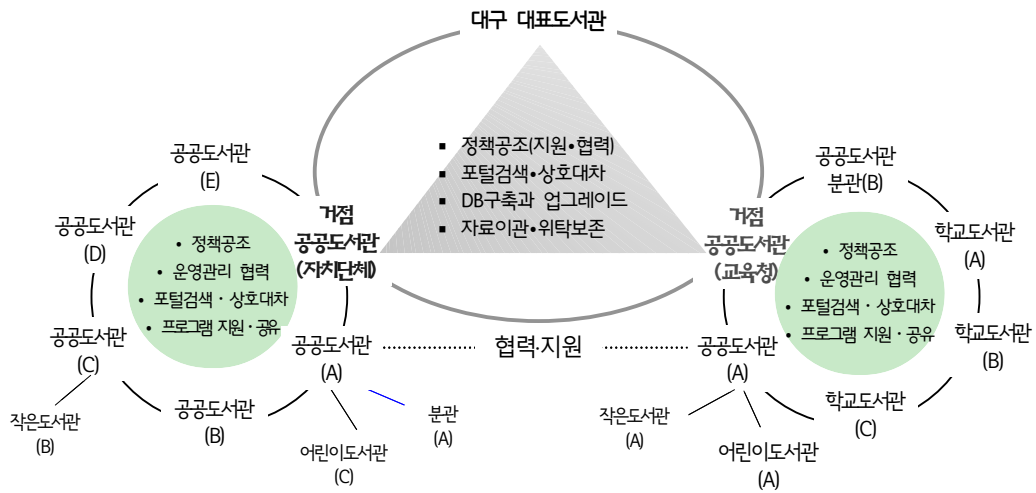 대구 대표도서관
▪ 정책공조(지원•협력)
▪ 포털검색•상호대차
▪ DB구축과 업그레이드
▪ 자료이관•위탁보존
공공도서관
(E)
거점
공공도서관
(자치단체)
공공도서관
(D)
• 정책공조
• 운영관리 협력
• 포털검색 · 상호대차
• 프로그램 지원 · 공유
공공도서관
(C)
공공도서관
(A)
작은도서관
(B)
공공도서관
(B)
분관
(A)
어린이도서관
(C)
협력·지원
공공도서관
분관(B)
거점
공공도서관
(교육청)
학교도서관
(A)
• 정책공조
• 운영관리 협력
• 포털검색 · 상호대차
• 프로그램 지원 · 공유
공공도서관
(A)
학교도서관
(B)
작은도서관
(A)
학교도서관
(C)
어린이도서관
(A)